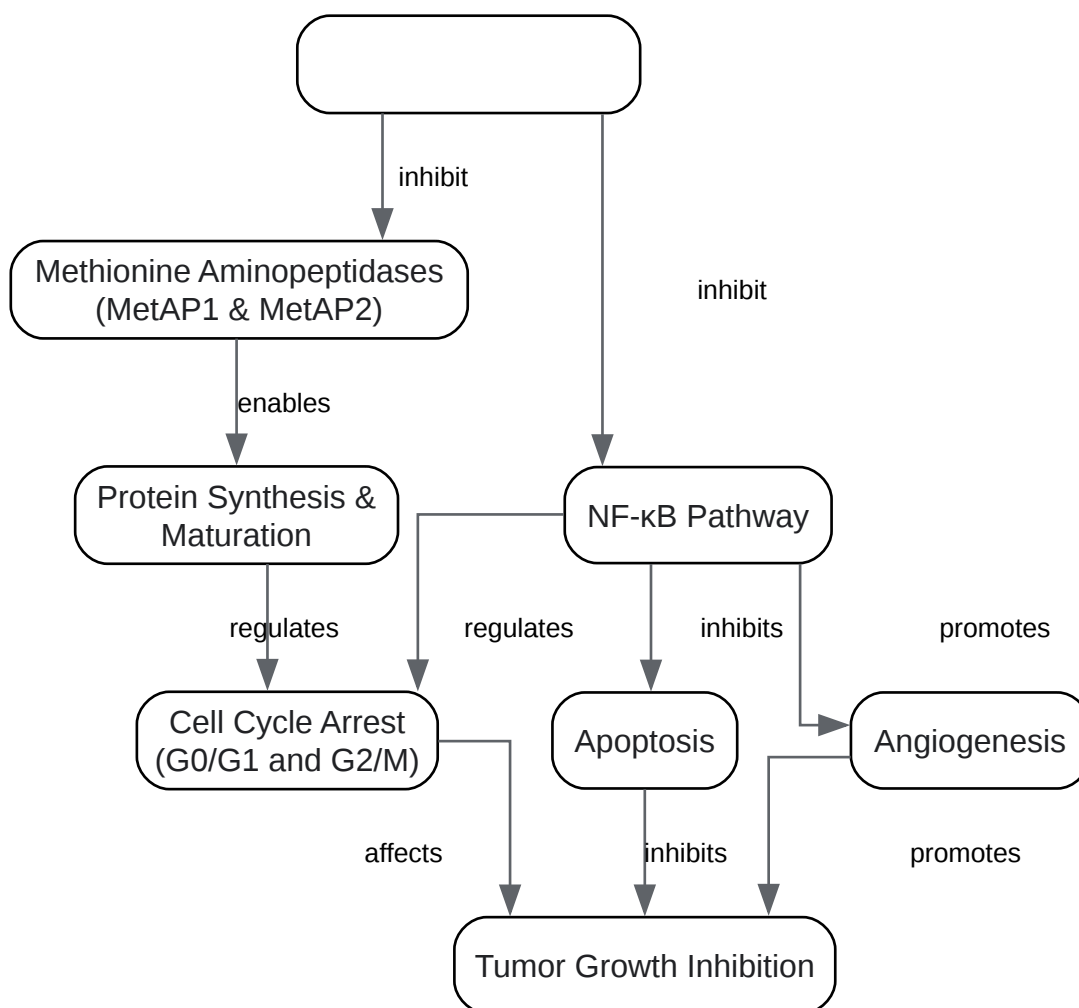 inhibit
Methionine Aminopeptidases
(MetAP1 & MetAP2)
inhibit
enables
Protein Synthesis &
Maturation
NF-κB Pathway
regulates
regulates
inhibits
promotes
Cell Cycle Arrest
(G0/G1 and G2/M)
Apoptosis
Angiogenesis
affects
inhibits
promotes
Tumor Growth Inhibition